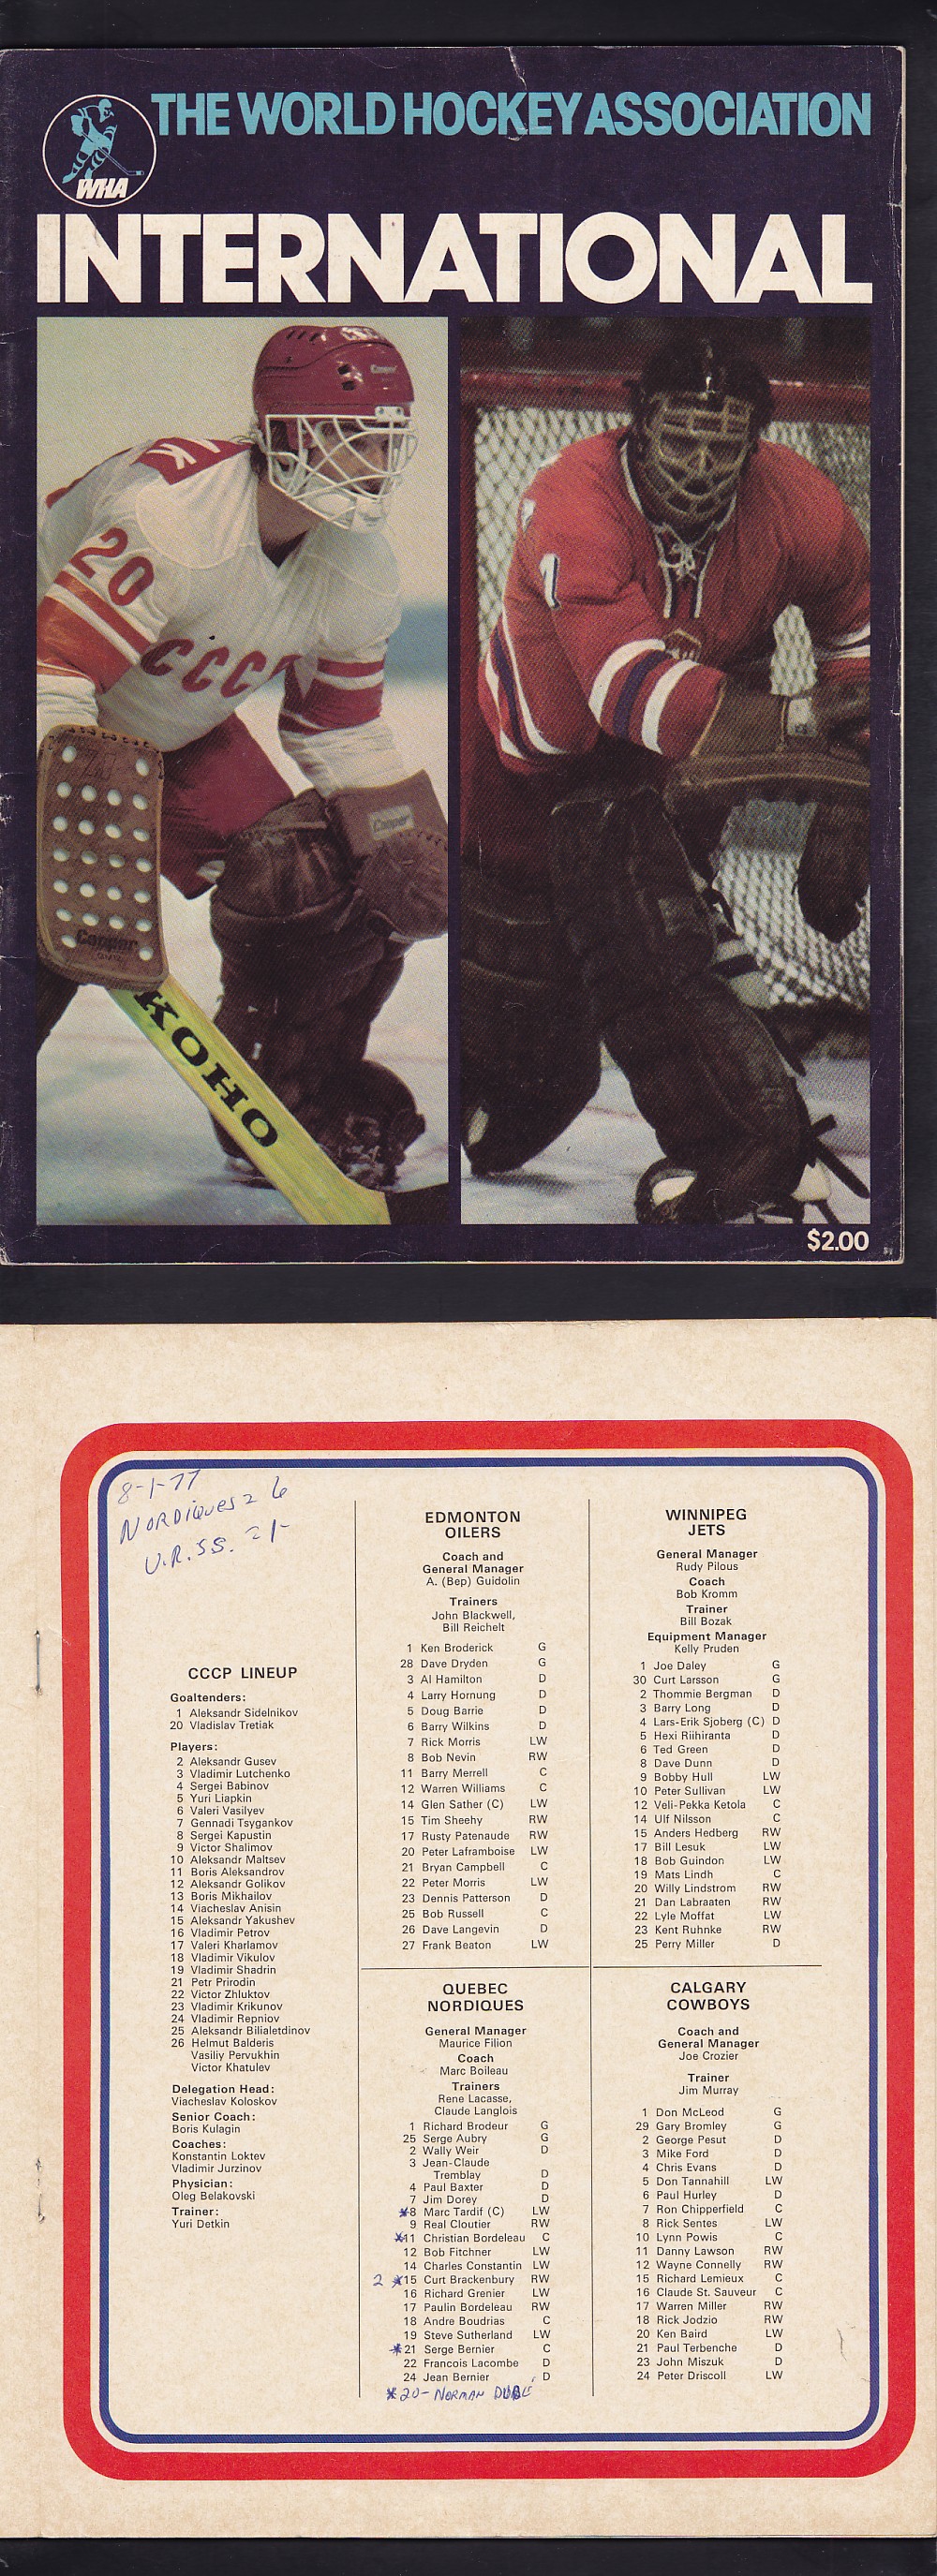 THE WORLD HOCKEY ASSOCIATION
WHA
INTERNATIONAL
Cooper
20
СССР
1
Cooper
Cooper
KOHO
$2.00
8-1-77
NORDIQUES = 6
U.R.S.S. = 1-
CCCP LINEUP
Goaltenders:
1 Aleksandr Sidelnikov
20 Vladislav Tretiak
Players:
2 Aleksandr Gusev
3 Vladimir Lutchenko
4 Sergei Babinov
5 Yuri Liapkin
6 Valeri Vasilyev
7 Gennadi Tsygankov
8 Sergei Kapustin
9 Victor Shalimov
10 Aleksandr Maltsev
11 Boris Aleksandrov
12 Aleksandr Golikov
13 Boris Mikhailov
14 Viacheslav Anisin
15 Aleksandr Yakushev
16 Vladimir Petrov
17 Valeri Kharlamov
18 Vladimir Vikulov
19 Vladimir Shadrin
21 Petr Prirodin
22 Victor Zhluktov
23 Vladimir Krikunov
24 Vladimir Repniov
25 Aleksandr Bilialetdinov
26 Helmut Balderis
Vasiliy Pervukhin
Victor Khatulev
Delegation Head:
Viacheslav Koloskov
Senior Coach:
Boris Kulagin
Coaches:
Konstantin Loktev
Vladimir Jurzinov
Physician:
Oleg Belakovski
Trainer:
Yuri Detkin
EDMONTON
OILERS
Coach and
General Manager
A. (Bep) Guidolin
Trainers
John Blackwell,
Bill Reichelt
1 Ken Broderick G
28 Dave Dryden G
3 Al Hamilton D
4 Larry Hornung D
5 Doug Barrie D
6 Barry Wilkins D
7 Rick Morris LW
8 Bob Nevin RW
11 Barry Merrell C
12 Warren Williams C
14 Glen Sather (C) LW
15 Tim Sheehy RW
17 Rusty Patenaude RW
20 Peter Laframboise LW
21 Bryan Campbell C
22 Peter Morris LW
23 Dennis Patterson D
25 Bob Russell C
26 Dave Langevin D
27 Frank Beaton LW
WINNIPEG
JETS
General Manager
Rudy Pilous
Coach
Bob Kromm
Trainer
Bill Bozak
Equipment Manager
Kelly Pruden
1 Joe Daley G
30 Curt Larsson G
2 Thommie Bergman D
3 Barry Long D
4 Lars-Erik Sjoberg (C) D
5 Hexi Riihiranta D
6 Ted Green D
8 Dave Dunn D
9 Bobby Hull LW
10 Peter Sullivan LW
12 Veli-Pekka Ketola C
14 Ulf Nilsson C
15 Anders Hedberg RW
17 Bill Lesuk LW
18 Bob Guindon LW
19 Mats Lindh C
20 Willy Lindstrom RW
21 Dan Labraaten RW
22 Lyle Moffat LW
23 Kent Ruhnke RW
25 Perry Miller D
QUEBEC
NORDIQUES
General Manager
Maurice Filion
Coach
Marc Boileau
Trainers
Rene Lacasse,
Claude Langlois
1 Richard Brodeur G
25 Serge Aubry G
2 Wally Weir D
3 Jean-Claude
Tremblay D
4 Paul Baxter D
7 Jim Dorey D
*8 Marc Tardif (C) LW
9 Real Cloutier RW
*11 Christian Bordeleau C
12 Bob Fitchner LW
14 Charles Constantin LW
2 *15 Curt Brackenbury RW
16 Richard Grenier LW
17 Paulin Bordeleau RW
18 Andre Boudrias C
19 Steve Sutherland LW
*21 Serge Bernier C
22 Francois Lacombe D
24 Jean Bernier D
*20- NORMAN DUBÉ
CALGARY
COWBOYS
Coach and
General Manager
Joe Crozier
Trainer
Jim Murray
1 Don McLeod G
29 Gary Bromley G
2 George Pesut D
3 Mike Ford D
4 Chris Evans D
5 Don Tannahill LW
6 Paul Hurley D
7 Ron Chipperfield C
8 Rick Sentes LW
10 Lynn Powis C
11 Danny Lawson RW
12 Wayne Connelly RW
15 Richard Lemieux C
16 Claude St. Sauveur C
17 Warren Miller RW
18 Rick Jodzio RW
20 Ken Baird LW
21 Paul Terbenche D
23 John Miszuk D
24 Peter Driscoll LW